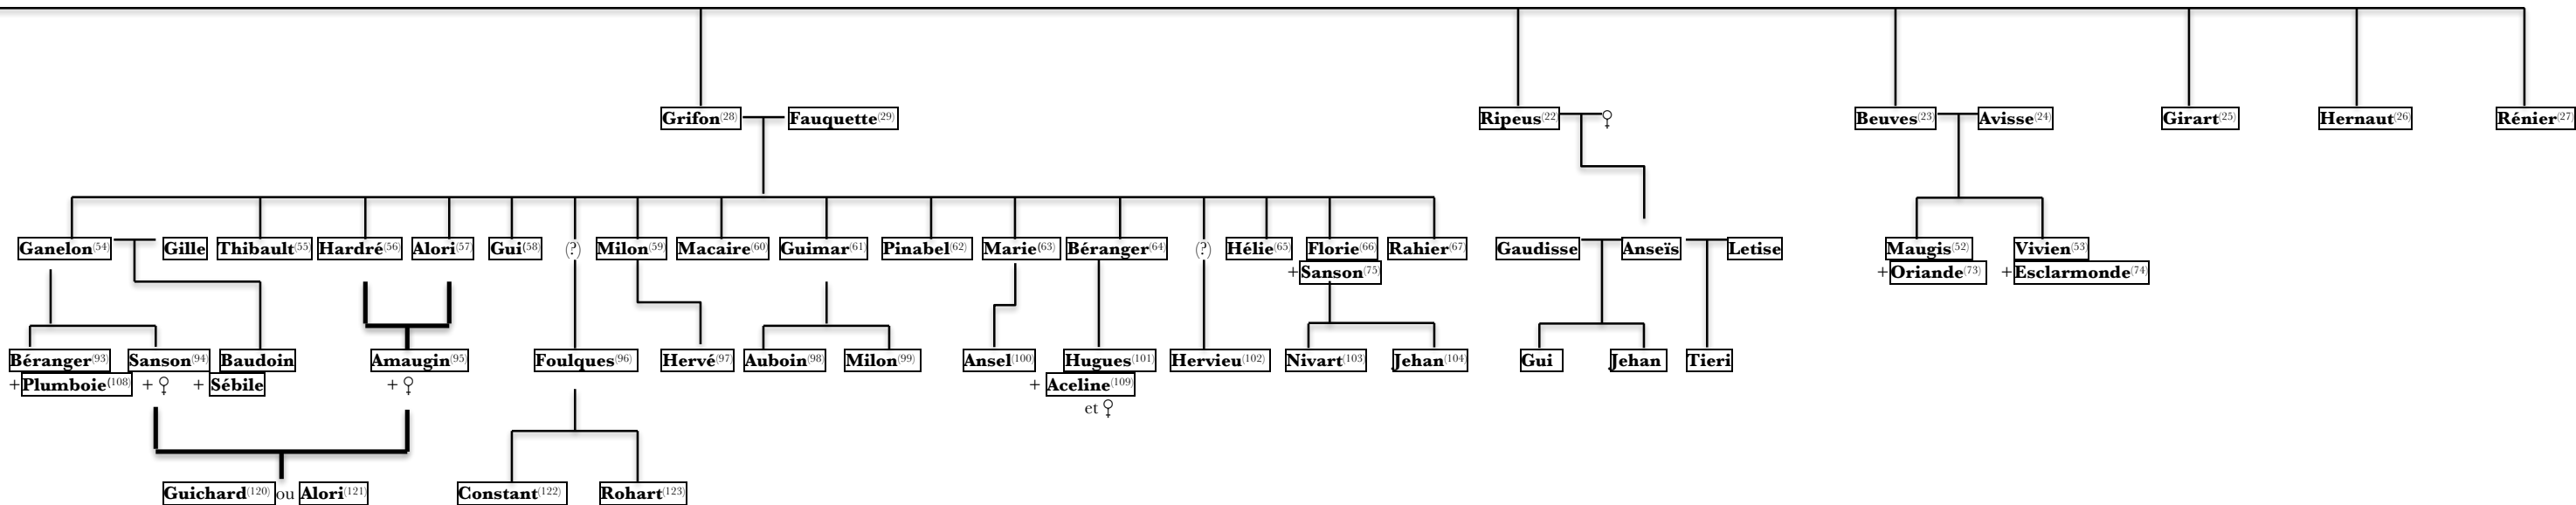 Grifon(28) Fauquette(29) Ripeus(22) ♀ Beuves(23) Avisse(24) Girart(25) Hernaut(26) Rénier(27)
Ganelon(54) Gille Thibault(55) Hardré(56) Alori(57) Gui(58) (?) Milon(59) Macaire(60) Guimar(61) Pinabel(62) Marie(63) Béranger(64) (?) Hélie(65) Florie(66) Rahier(67) Gaudisse Anseïs Letise Maugis(52) Vivien(53)
+Sanson(75) +Oriande(73) +Esclarmonde(74)
Béranger(93) Sanson(94) Baudoin Amaugin(95) Foulques(96) Hervé(97) Auboin(98) Milon(99) Ansel(100) Hugues(101) Hervieu(102) Nivart(103) Jehan(104) Gui Jehan Tieri
+Plumboie(108) + ♀ + Sébile + ♀ + Aceline(109)
et ♀
Guichard(120) ou Alori(121) Constant(122) Rohart(123)